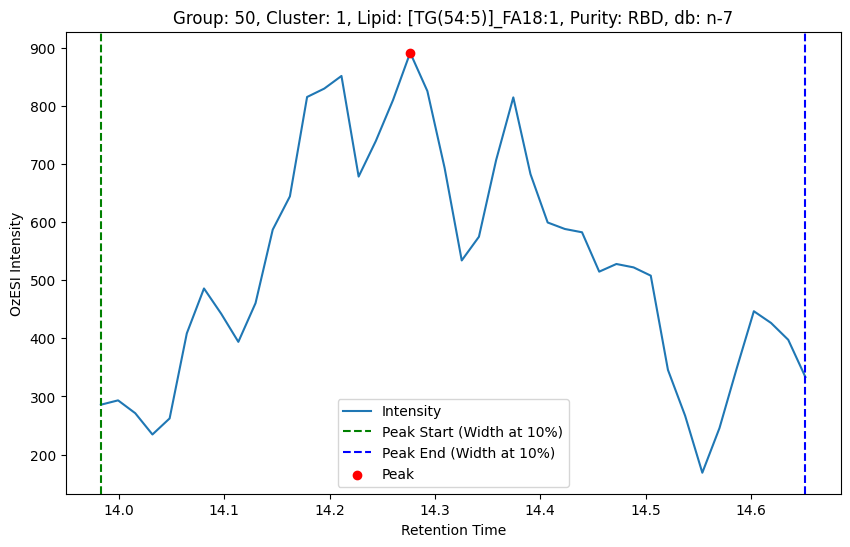 Group: 50, Cluster: 1, Lipid: [TG(54:5)]_FA18:1, Purity: RBD, db: n-7
900
800
700
600
500
400
300
200
OzESI Intensity
Intensity
Peak Start (Width at 10%)
Peak End (Width at 10%)
Peak
14.0 14.1 14.2 14.3 14.4 14.5 14.6
Retention Time